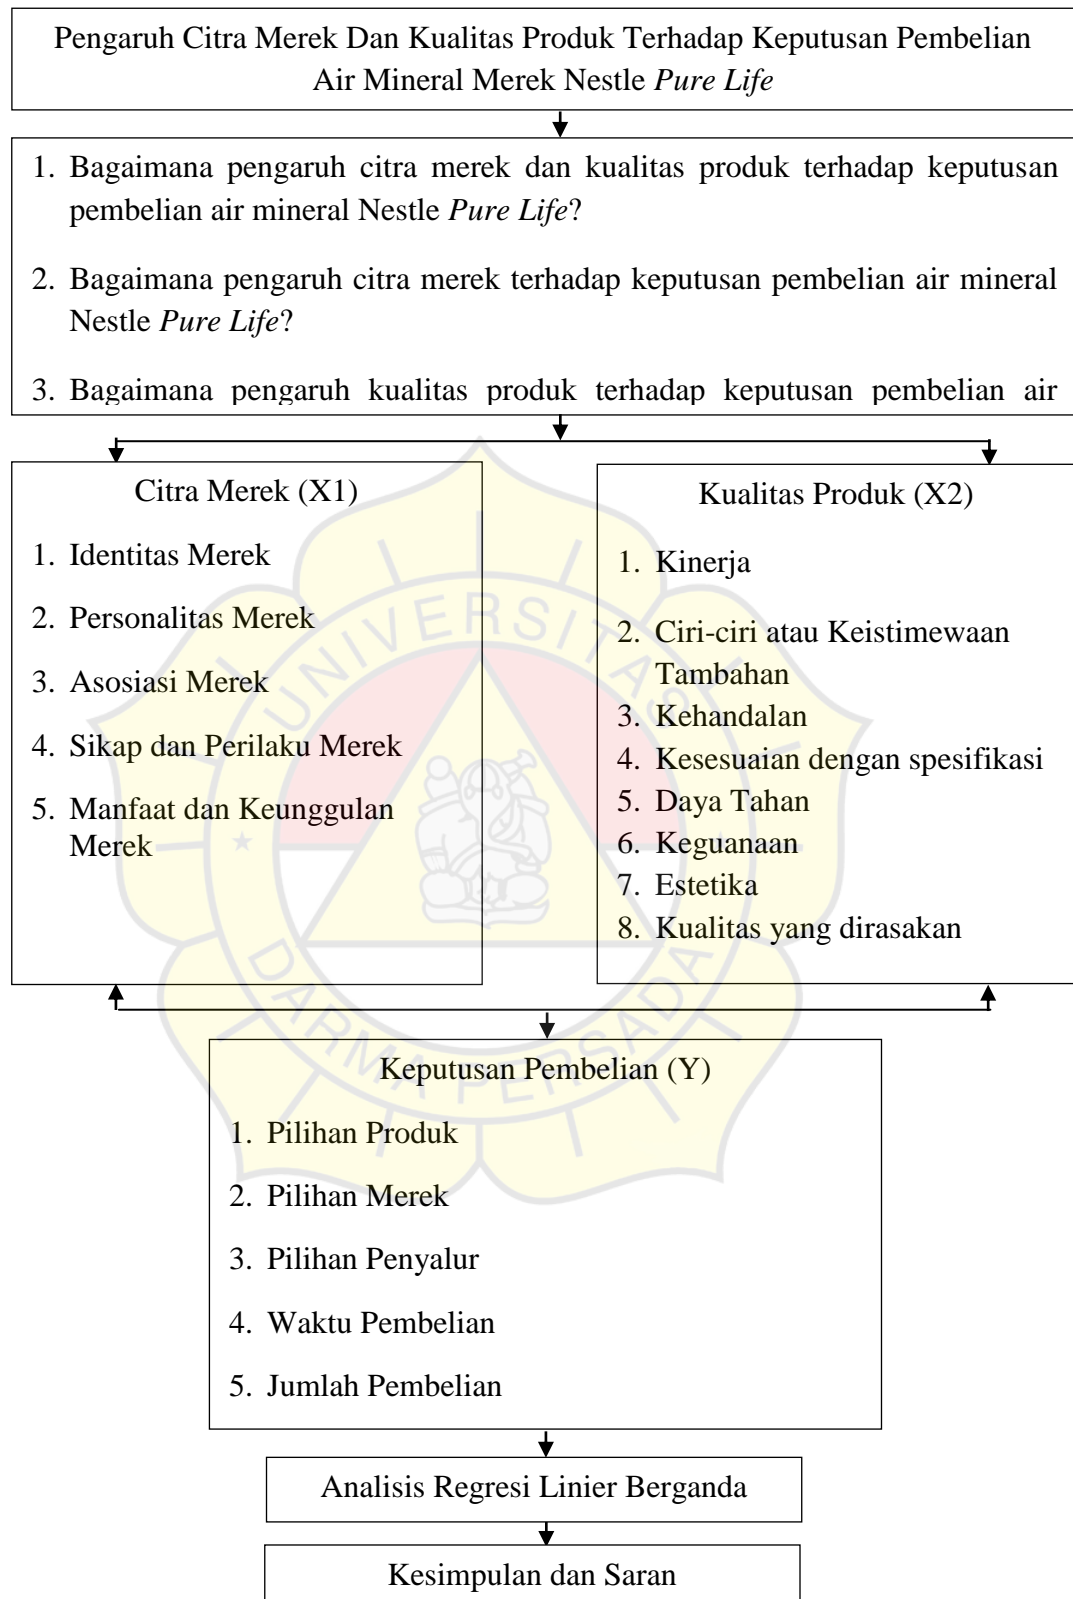 Pengaruh Citra Merek Dan Kualitas Produk Terhadap Keputusan Pembelian
Air Mineral Merek Nestle Pure Life
1. Bagaimana pengaruh citra merek dan kualitas produk terhadap keputusan
pembelian air mineral Nestle Pure Life?
2. Bagaimana pengaruh citra merek terhadap keputusan pembelian air mineral
Nestle Pure Life?
3. Bagaimana pengaruh kualitas produk terhadap keputusan pembelian air
Citra Merek (X1)
1. Identitas Merek
2. Personalitas Merek
3. Asosiasi Merek
4. Sikap dan Perilaku Merek
5. Manfaat dan Keunggulan
Merek
Kualitas Produk (X2)
1. Kinerja
2. Ciri-ciri atau Keistimewaan
Tambahan
3. Kehandalan
4. Kesesuaian dengan spesifikasi
5. Daya Tahan
6. Keguanaan
7. Estetika
8. Kualitas yang dirasakan
UNIVERSITAS
DARMA PERSADA
Keputusan Pembelian (Y)
1. Pilihan Produk
2. Pilihan Merek
3. Pilihan Penyalur
4. Waktu Pembelian
5. Jumlah Pembelian
Analisis Regresi Linier Berganda
Kesimpulan dan Saran